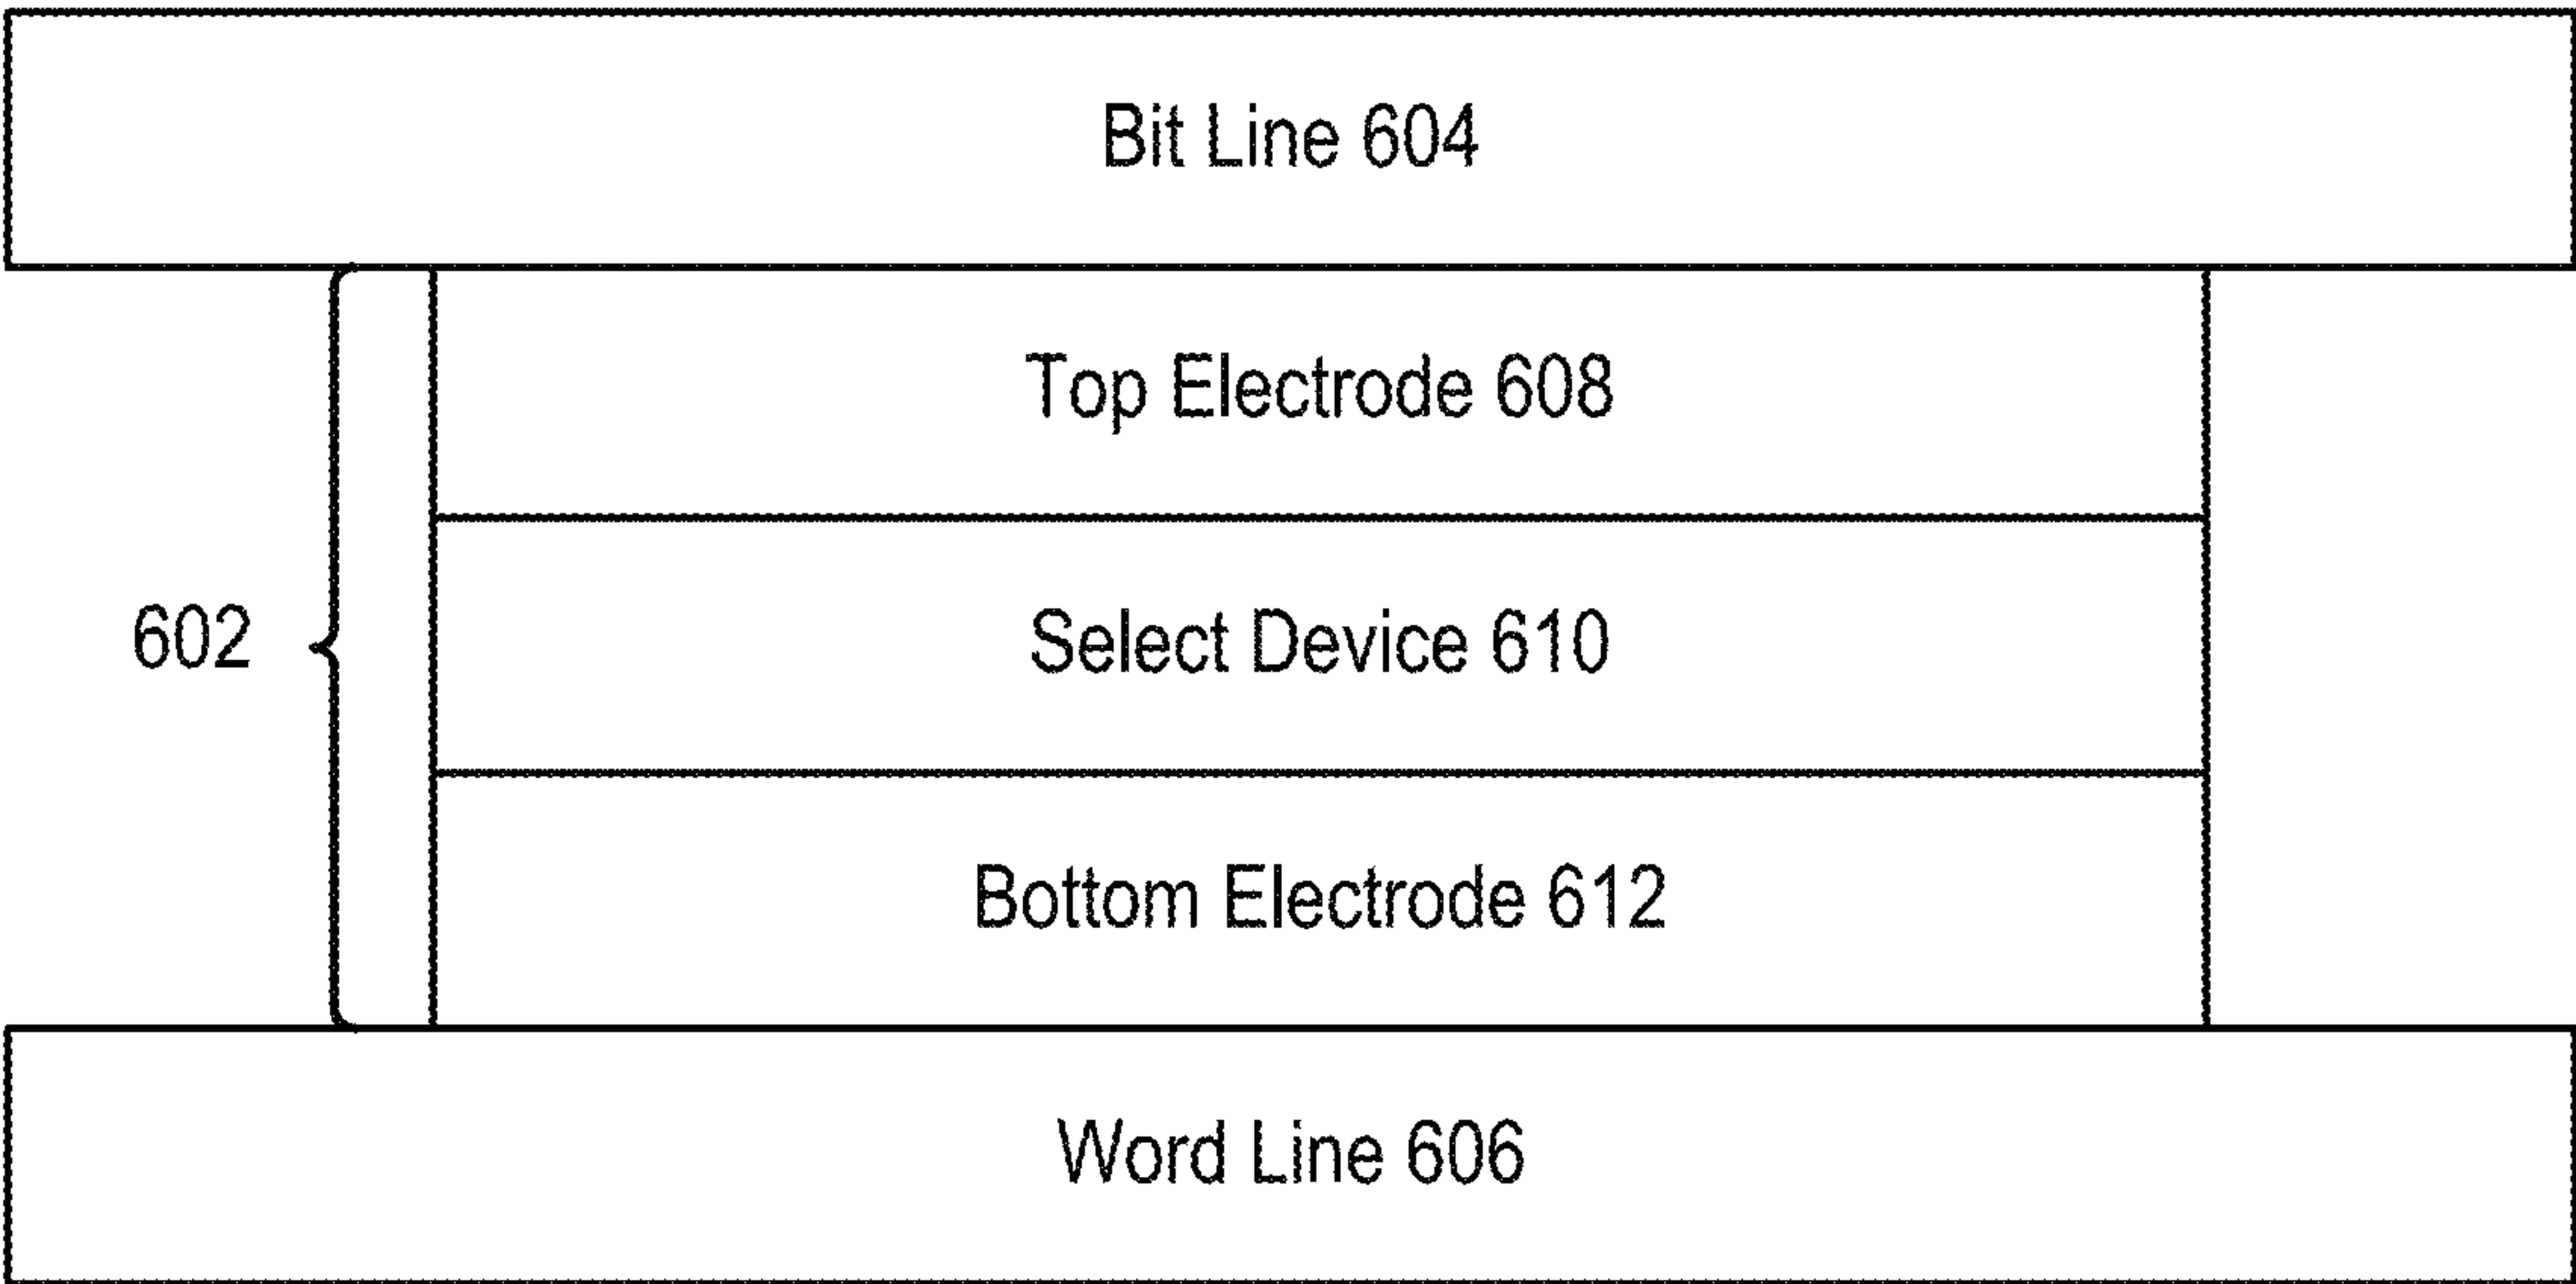 Bit Line 604
Top Electrode 608
602
Select Device 610
Bottom Electrode 612
Word Line 606